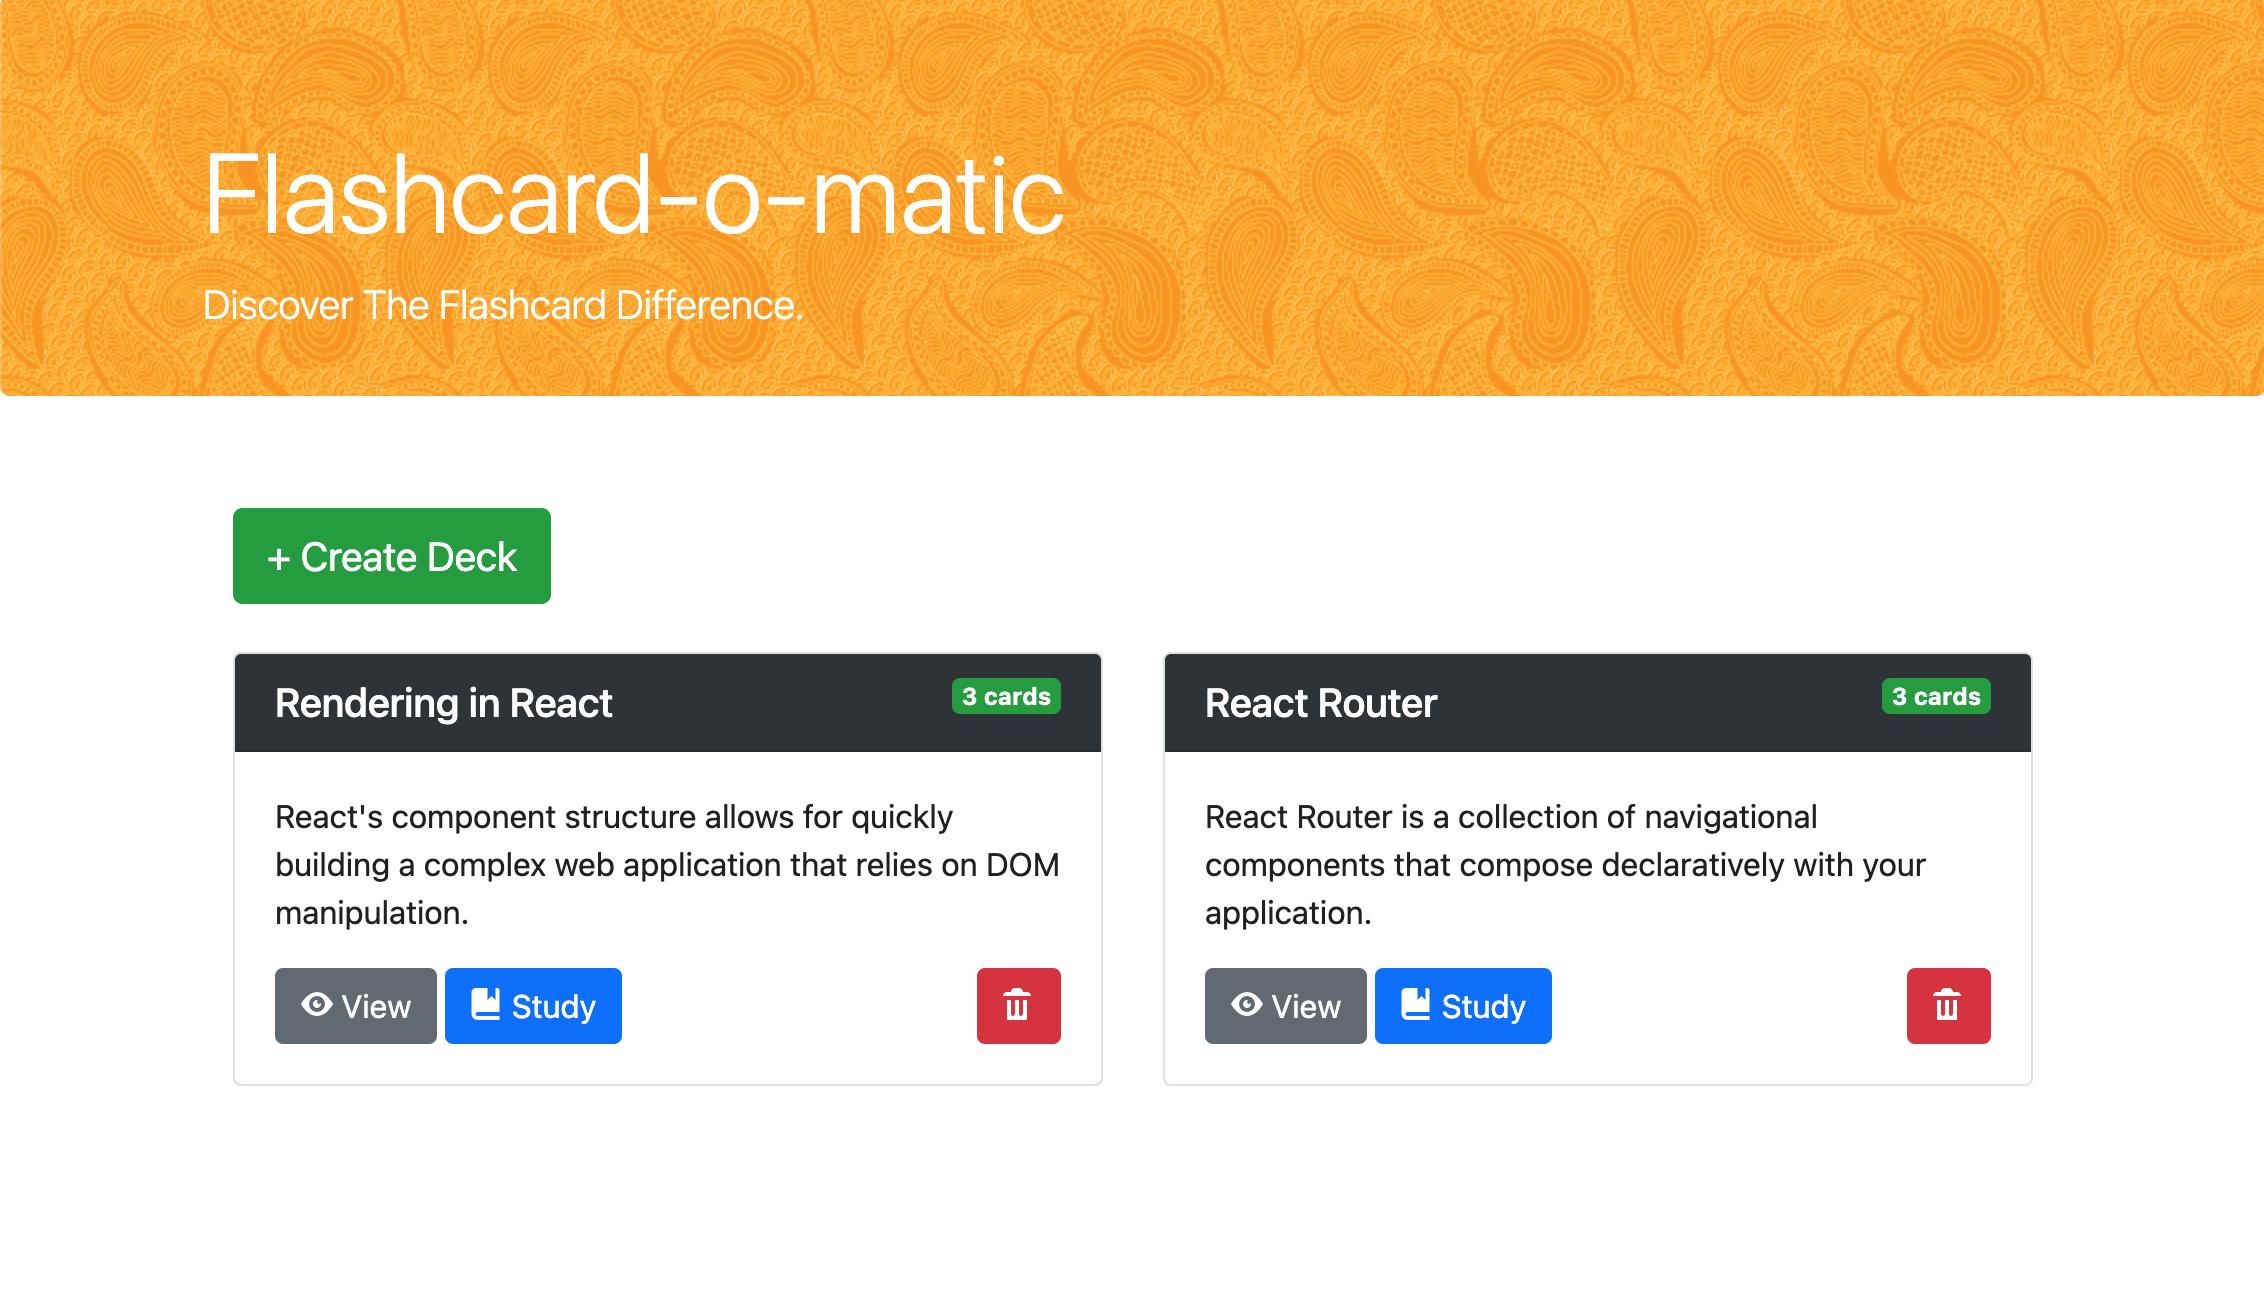 Flashcard-o-matic
Discover The Flashcard Difference.
+ Create Deck
Rendering in React
3 cards
React's component structure allows for quickly
building a complex web application that relies on DOM
manipulation.
View
Study
React Router
3 cards
React Router is a collection of navigational
components that compose declaratively with your
application.
View
Study